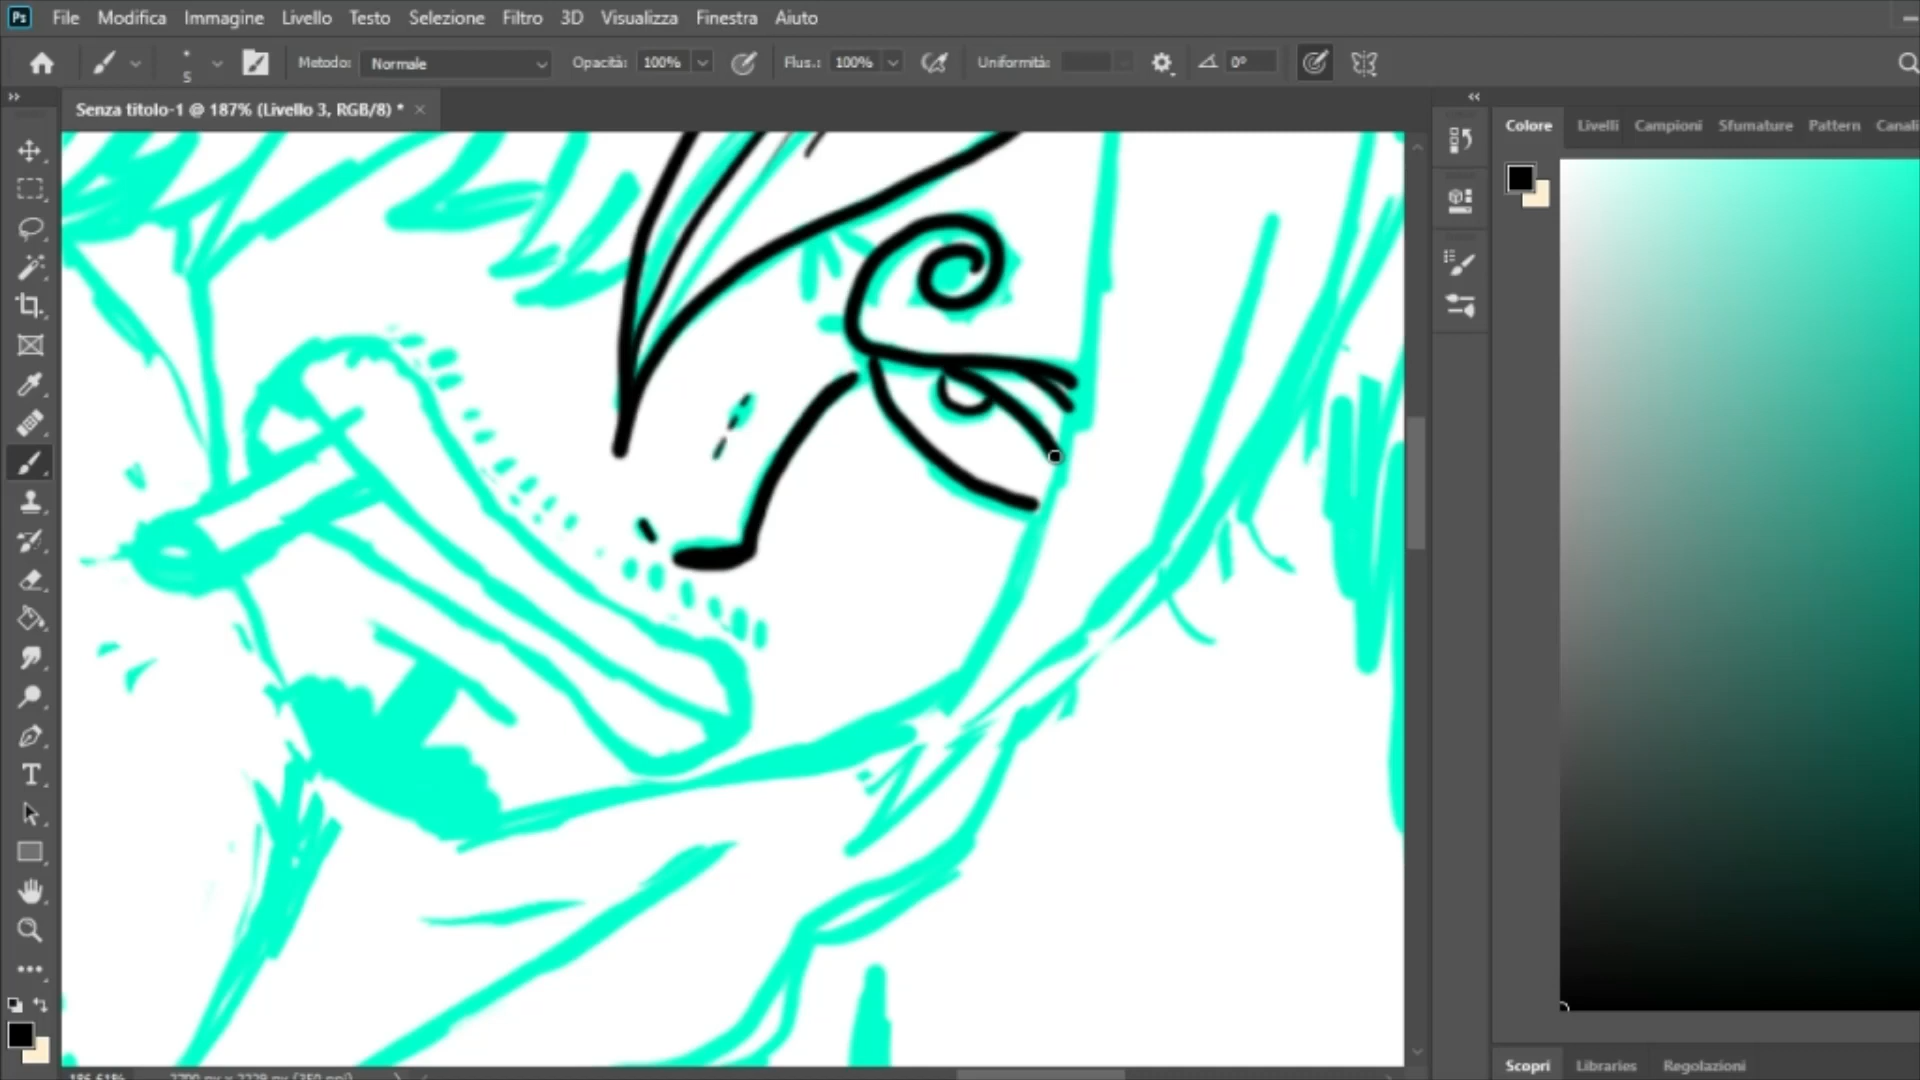 Ps File Modifica Immagine Livello Testo Selezione Filtro 3D Visualizza Finestra Aiuto
5 Metodo: Normale Opacità: 100% Flus.: 100% Uniformità: 0°
Senza titolo-1 @ 187% (Livello 3, RGB/8) * ×
Colore Livelli Campioni Sfumature Pattern Canali
Scopri Libraries Regolazioni